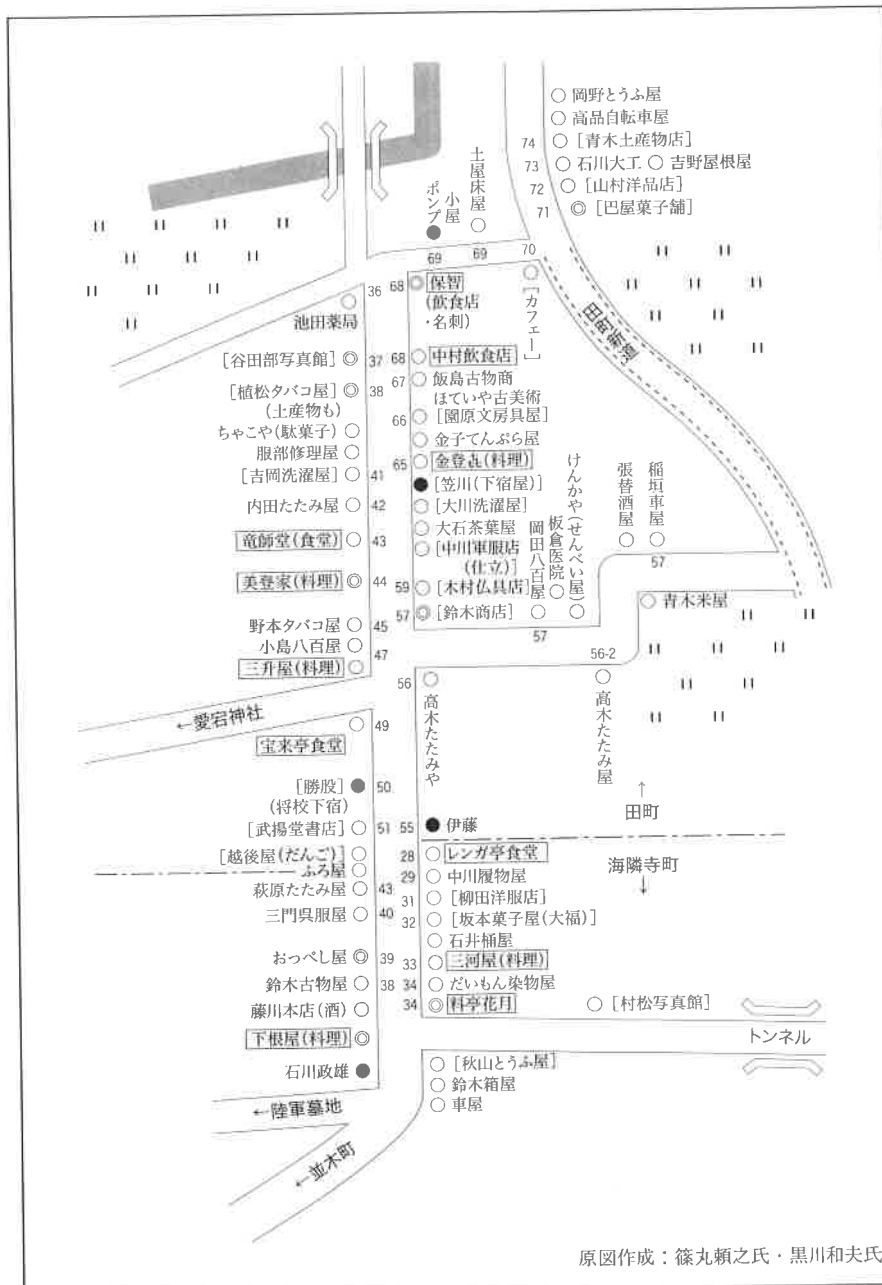 岡野とうふ屋
高品自転車屋
74 [青木土産物店]
73 石川大工 吉野屋根屋
72 [山村洋品店]
71 [巴屋菓子舗]
土屋床屋
ポンプ小屋
69
69
70
[カフェー]
田町新道
36
池田薬局
68 保智
(飲食店
・名刺)
[谷田部写真館] 37
68 中村飲食店
[植松タバコ屋] 38
(土産物も)
67 飯島古物商
ほていや古美術
ちゃこや(駄菓子)
66 [園原文房具屋]
服部修理屋
金子てんぷら屋
[吉岡洗濯屋] 41
65 金登㐂(料理)
[笠川(下宿屋)]
内田たたみ屋 42
[大川洗濯屋]
大石茶葉屋
竜師堂(食堂) 43
[中川軍服店
(仕立)]
美登家(料理) 44
59 [木村仏具店]
57 [鈴木商店]
岡田八百屋
板倉医院
けんかや(せんべい屋)
張替酒屋
稲垣車屋
57
青木米屋
野本タバコ屋 45
小島八百屋
47
三升屋(料理)
57
56-2
56
高木たたみや
高木たたみ屋
←愛宕神社
49
宝来亭食堂
[勝股] 50
(将校下宿)
↑
田町
[武揚堂書店] 51
55 伊藤
[越後屋(だんご)]
28 レンガ亭食堂
ふろ屋
29 中川履物屋
海隣寺町
↓
萩原たたみ屋 43
31 [柳田洋服店]
三門呉服屋 40
32 [坂本菓子屋(大福)]
石井桶屋
おっべし屋 39
33 三河屋(料理)
鈴木古物屋 38
34 だいもん染物屋
藤川本店(酒)
34 料亭花月
[村松写真館]
下根屋(料理)
トンネル
石川政雄
[秋山とうふ屋]
鈴木箱屋
車屋
←陸軍墓地
←並木町
原図作成：篠丸頼之氏・黒川和夫氏